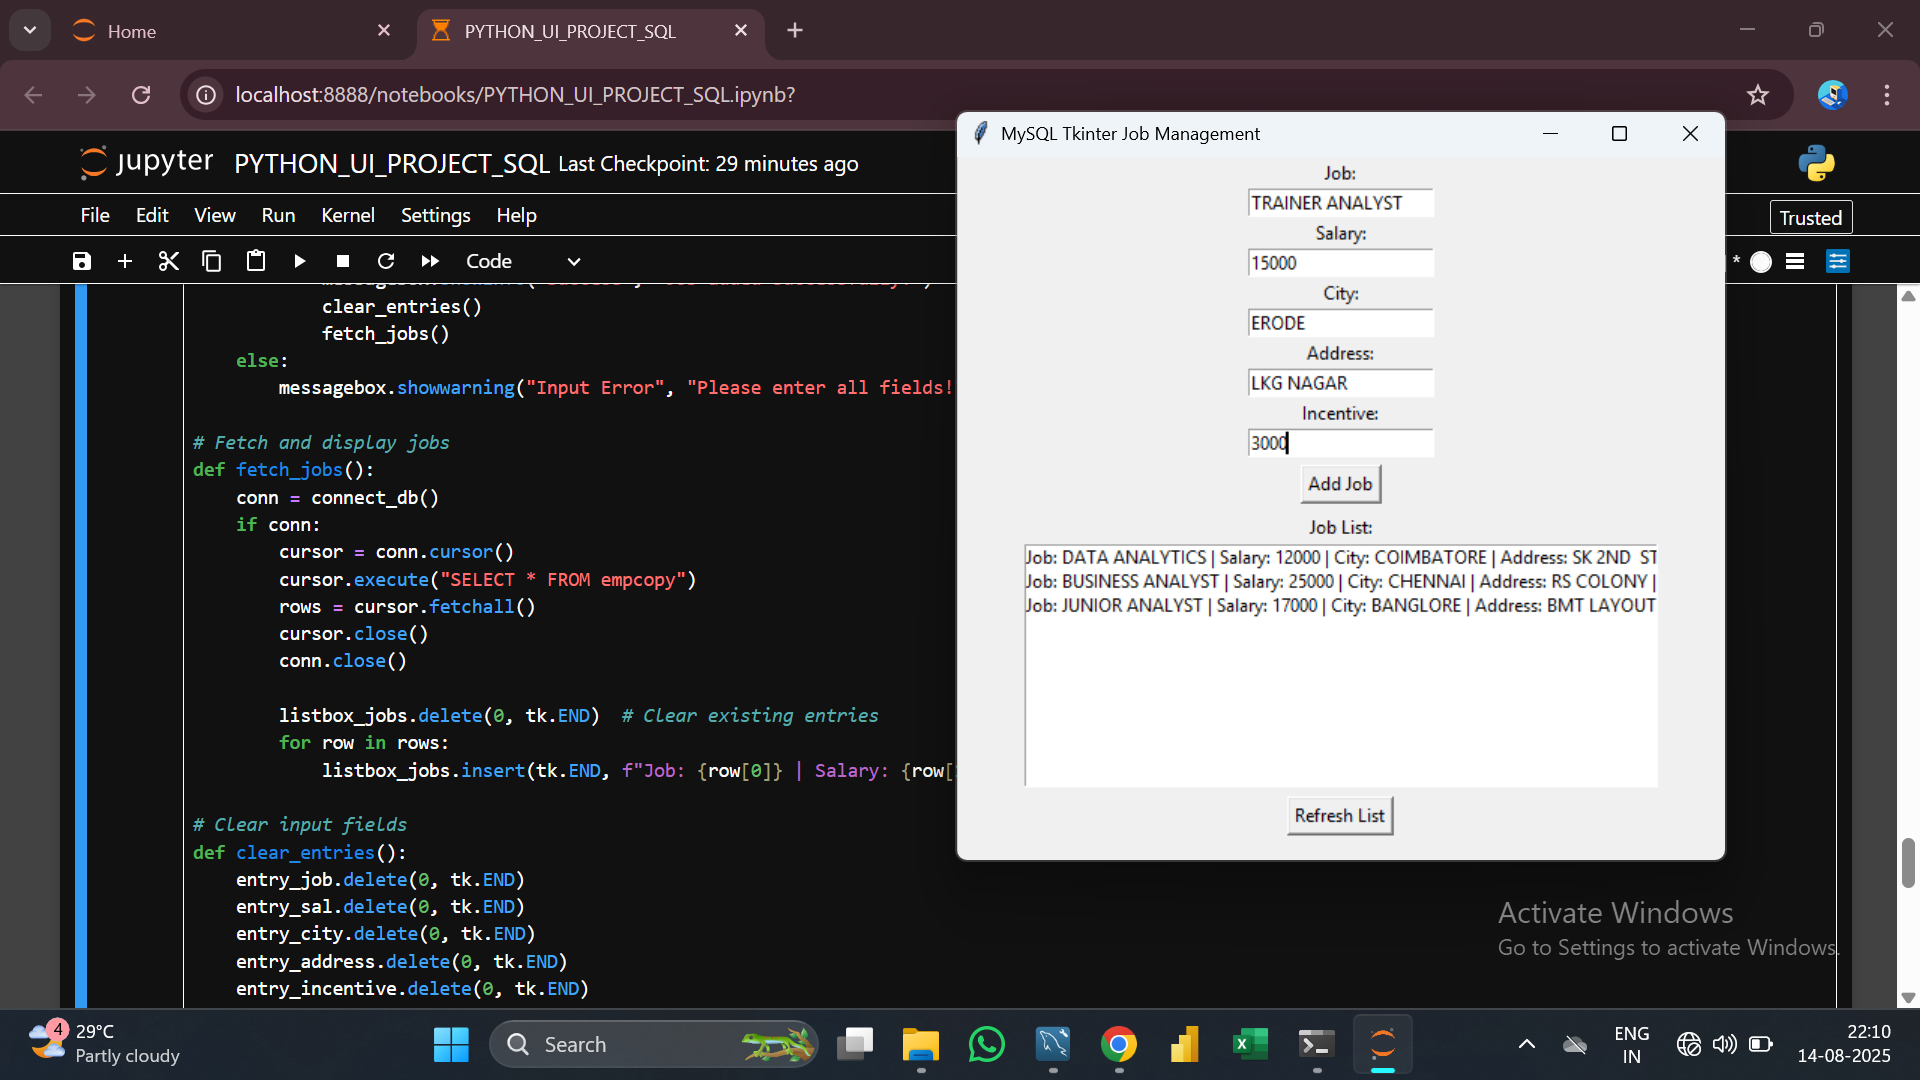 Home
PYTHON_UI_PROJECT_SQL
localhost:8888/notebooks/PYTHON_UI_PROJECT_SQL.ipynb?
jupyter PYTHON_UI_PROJECT_SQL Last Checkpoint: 29 minutes ago
File Edit View Run Kernel Settings Help
Trusted
Code
*
clear_entries()
fetch_jobs()
else:
messagebox.showwarning("Input Error", "Please enter all fields!
# Fetch and display jobs
def fetch_jobs():
conn = connect_db()
if conn:
cursor = conn.cursor()
cursor.execute("SELECT * FROM empcopy")
rows = cursor.fetchall()
cursor.close()
conn.close()
listbox_jobs.delete(0, tk.END) # Clear existing entries
for row in rows:
listbox_jobs.insert(tk.END, f"Job: {row[0]} | Salary: {row[
# Clear input fields
def clear_entries():
entry_job.delete(0, tk.END)
entry_sal.delete(0, tk.END)
entry_city.delete(0, tk.END)
entry_address.delete(0, tk.END)
entry_incentive.delete(0, tk.END)
MySQL Tkinter Job Management
Job:
TRAINER ANALYST
Salary:
15000
City:
ERODE
Address:
LKG NAGAR
Incentive:
3000
Add Job
Job List:
Job: DATA ANALYTICS | Salary: 12000 | City: COIMBATORE | Address: SK 2ND ST
Job: BUSINESS ANALYST | Salary: 25000 | City: CHENNAI | Address: RS COLONY |
Job: JUNIOR ANALYST | Salary: 17000 | City: BANGLORE | Address: BMT LAYOUT
Refresh List
Activate Windows
Go to Settings to activate Windows.
4
29°C
Partly cloudy
Search
ENG
IN
22:10
14-08-2025